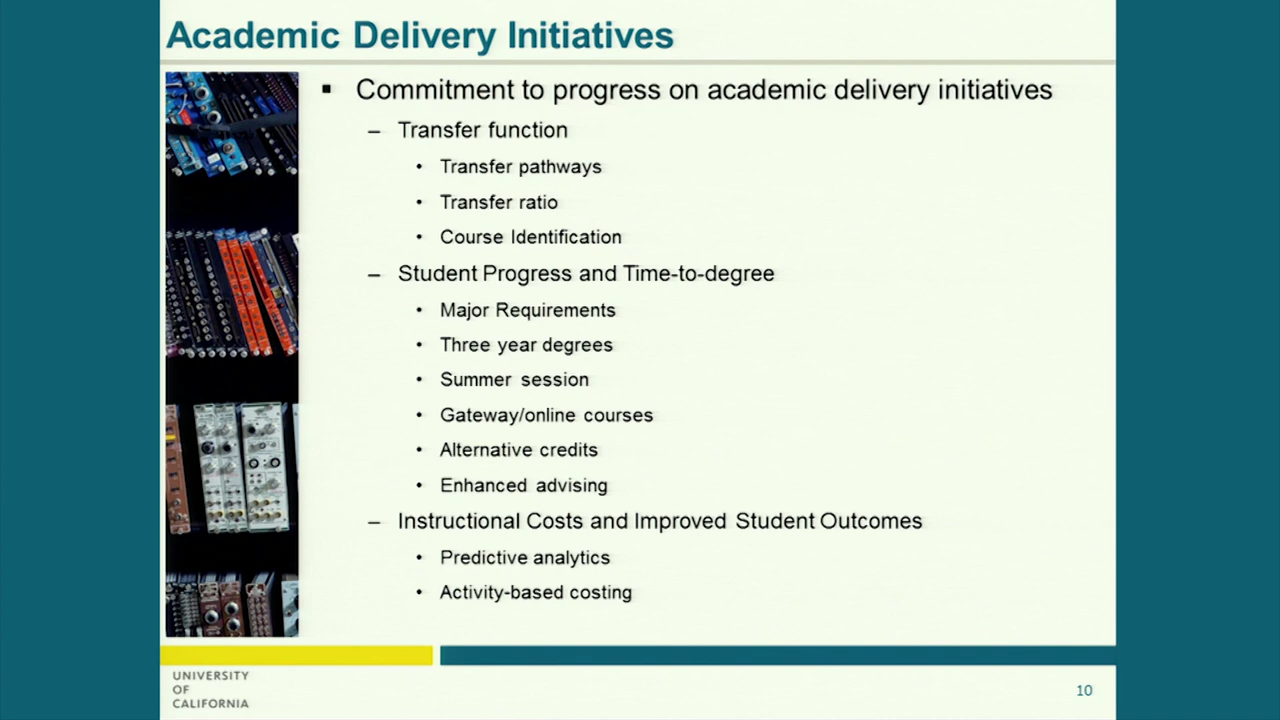 Academic Delivery Initiatives
▪ Commitment to progress on academic delivery initiatives
– Transfer function
• Transfer pathways
• Transfer ratio
• Course Identification
– Student Progress and Time-to-degree
• Major Requirements
• Three year degrees
• Summer session
• Gateway/online courses
• Alternative credits
• Enhanced advising
– Instructional Costs and Improved Student Outcomes
• Predictive analytics
• Activity-based costing
UNIVERSITY
OF
CALIFORNIA
10